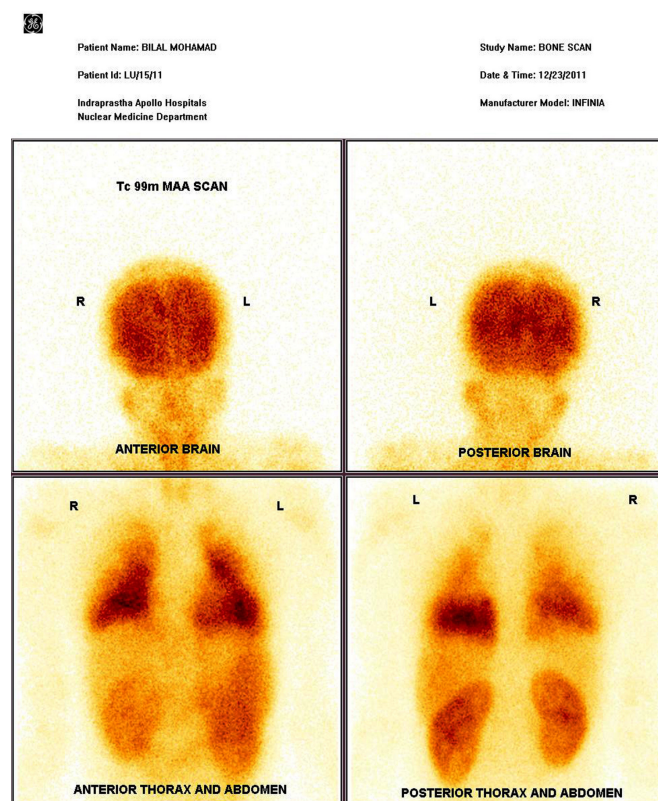 Patient Name: BILAL MOHAMAD
Study Name: BONE SCAN
Patient Id: LU/15/11
Date & Time: 12/23/2011
Indraprastha Apollo Hospitals
Nuclear Medicine Department
Manufacturer Model: INFINIA
Tc 99m MAA SCAN
R L
ANTERIOR BRAIN
L R
POSTERIOR BRAIN
R L
ANTERIOR THORAX AND ABDOMEN
L R
POSTERIOR THORAX AND ABDOMEN